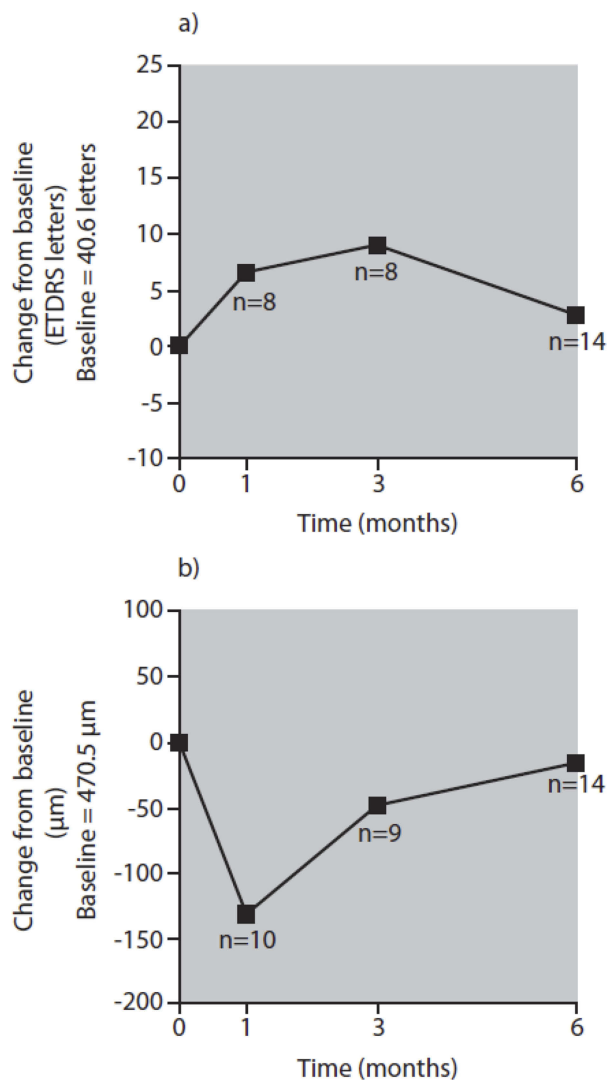 a)
Change from baseline
(ETDRS letters)
Baseline = 40.6 letters
25
20
15
10
5
0
-5
-10
n=8
n=8
n=14
0
1
3
6
Time (months)
b)
Change from baseline
(µm)
Baseline = 470.5 µm
100
50
0
-50
-100
-150
-200
n=10
n=9
n=14
0
1
3
6
Time (months)